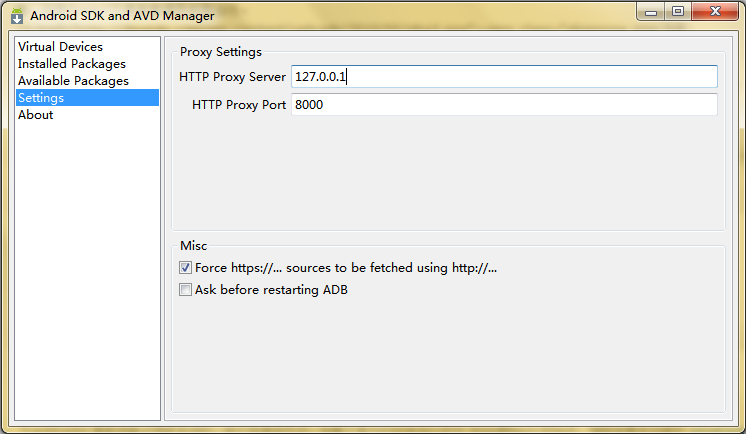 Android SDK and AVD Manager
Virtual Devices
Installed Packages
Available Packages
Settings
About
Proxy Settings
HTTP Proxy Server 127.0.0.1
HTTP Proxy Port 8000
Misc
Force https://... sources to be fetched using http://...
Ask before restarting ADB